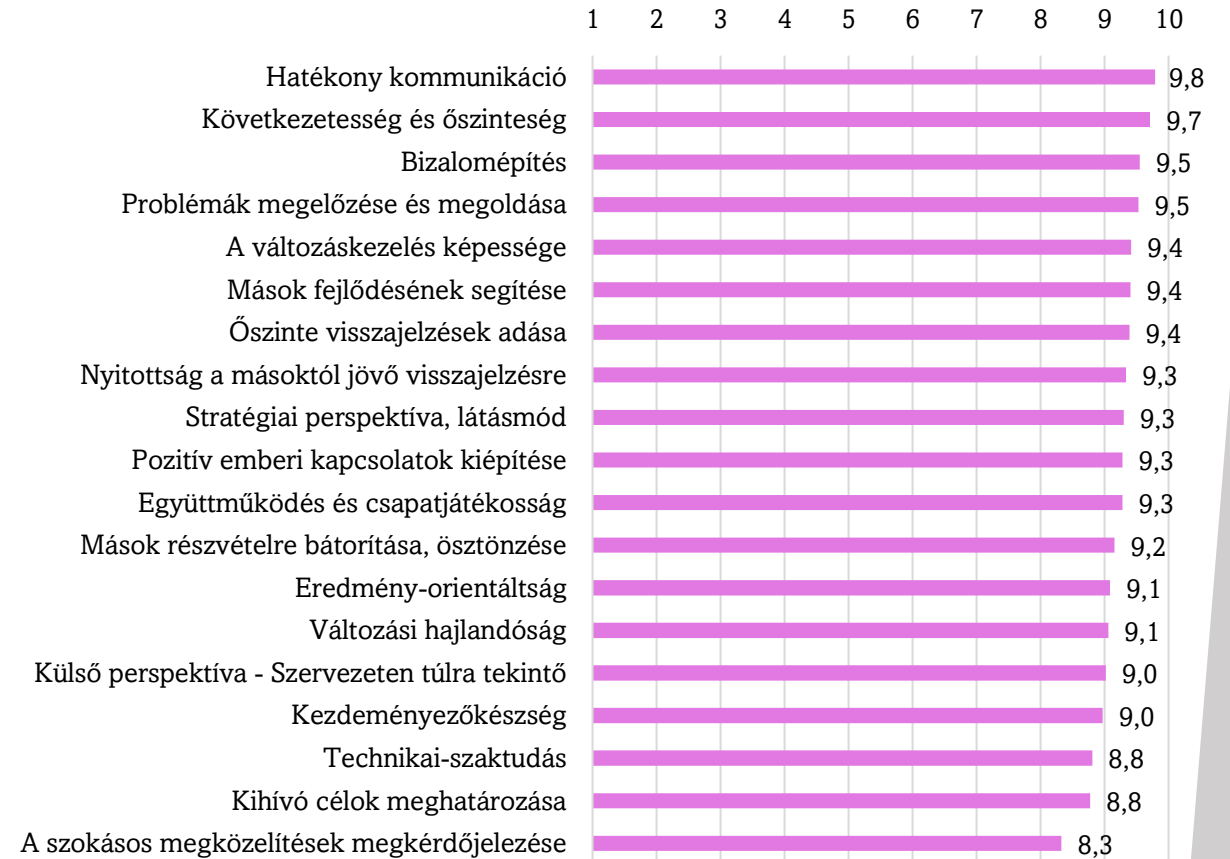 1 2 3 4 5 6 7 8 9 10
Hatékony kommunikáció 9,8
Következetesség és őszinteség 9,7
Bizalomépítés 9,5
Problémák megelőzése és megoldása 9,5
A változáskezelés képessége 9,4
Mások fejlődésének segítése 9,4
Őszinte visszajelzések adása 9,4
Nyitottság a másoktól jövő visszajelzésre 9,3
Stratégiai perspektíva, látásmód 9,3
Pozitív emberi kapcsolatok kiépítése 9,3
Együttműködés és csapatjátékosság 9,3
Mások részvételre bátorítása, ösztönzése 9,2
Eredmény-orientáltság 9,1
Változási hajlandóság 9,1
Külső perspektíva - Szervezeten túlra tekintő 9,0
Kezdeményezőkészség 9,0
Technikai-szaktudás 8,8
Kihívó célok meghatározása 8,8
A szokásos megközelítések megkérdőjelezése 8,3